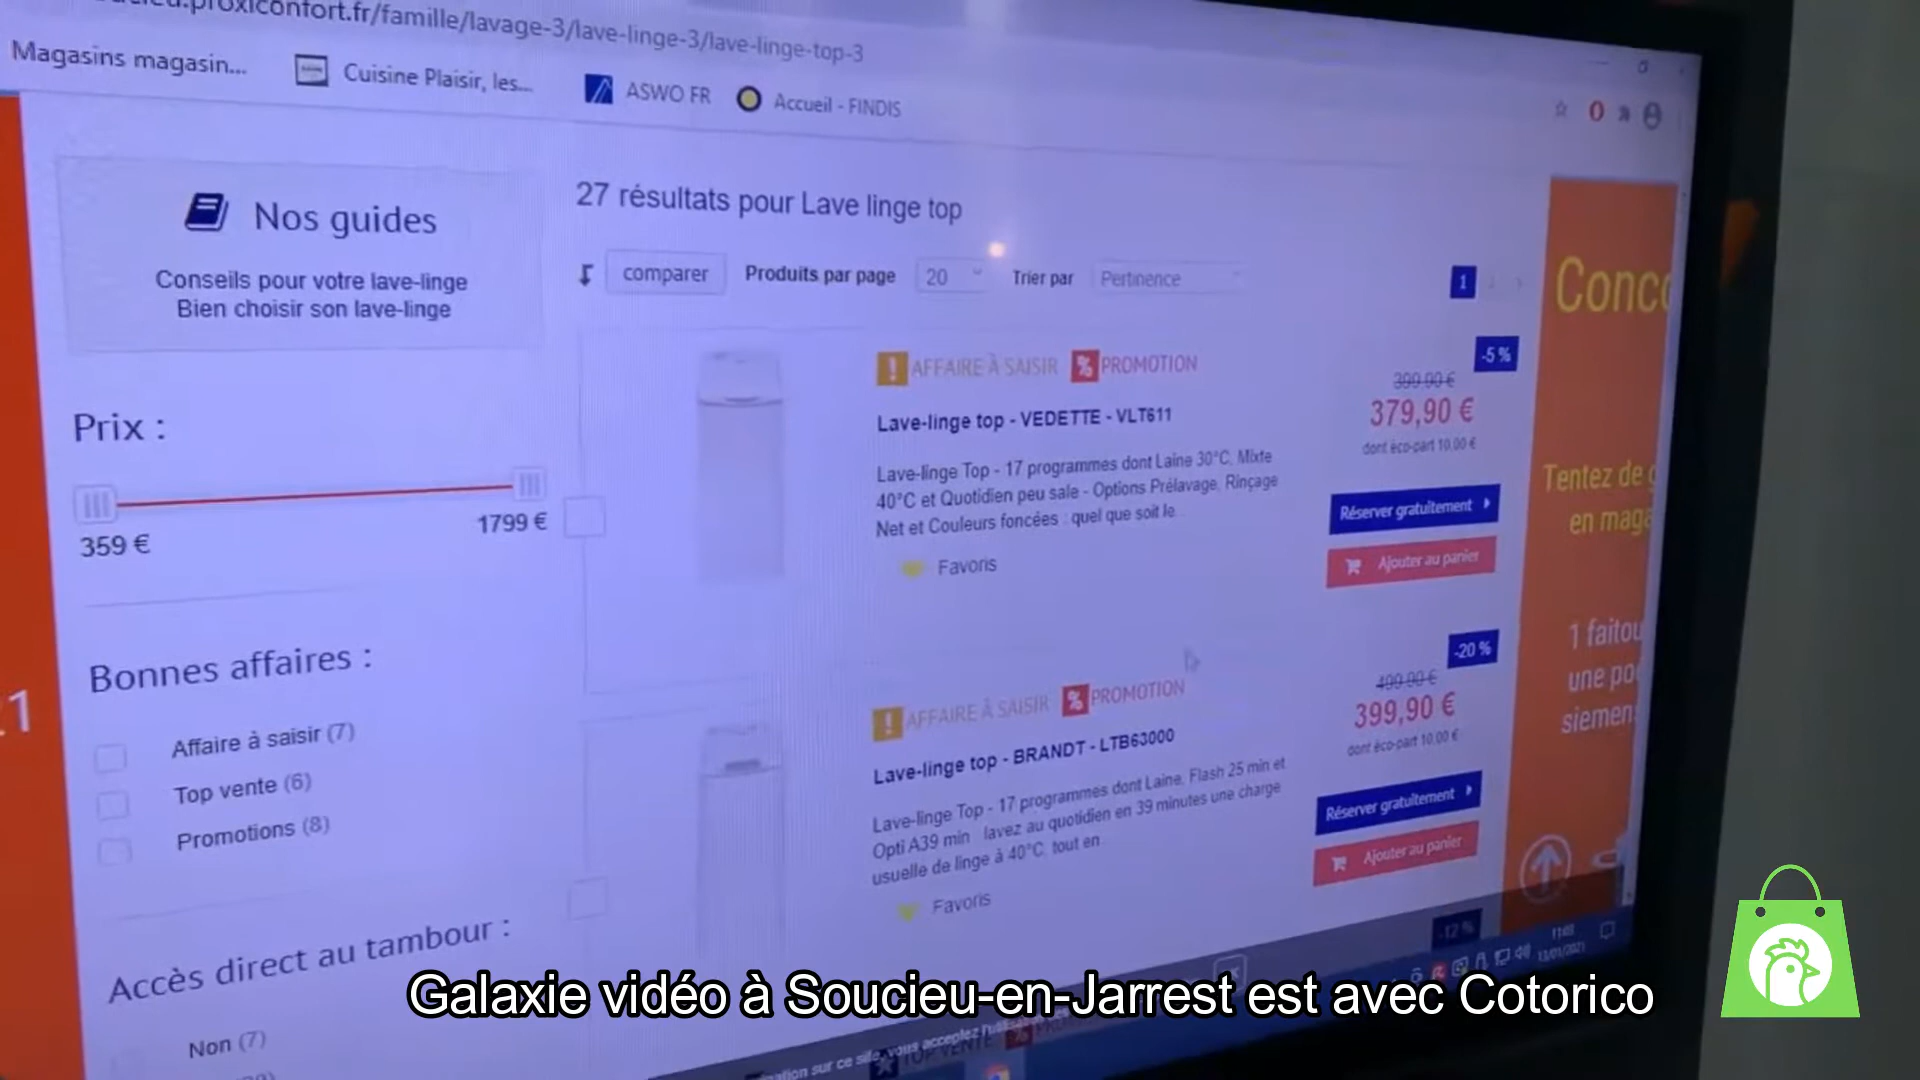 proxiconfort.fr/famille/lavage-3/lave-linge-3/lave-linge-top-3
Magasins magasin...
Cuisine Plaisir, les...
ASWO FR
Accueil - FINDIS
Nos guides
Conseils pour votre lave-linge
Bien choisir son lave-linge
27 résultats pour Lave linge top
comparer
Produits par page
20
Trier par
Pertinence
1
Prix :
359 €
1799 €
Bonnes affaires :
Affaire à saisir (7)
Top vente (6)
Promotions (8)
Accès direct au tambour :
Non (7)
AFFAIRE À SAISIR
% PROMOTION
-5 %
399,90 €
379,90 €
dont éco-part 10.00 €
Lave-linge top - VEDETTE - VLT611
Lave-linge Top - 17 programmes dont Laine 30°C, Mixte
40°C et Quotidien peu sale - Options Prélavage, Rinçage
Net et Couleurs foncées : quel que soit le
Réserver gratuitement
Ajouter au panier
Favoris
AFFAIRE À SAISIR
% PROMOTION
-20 %
499,90 €
399,90 €
dont éco-part 10.00 €
Lave-linge top - BRANDT - LTB63000
Lave-linge Top - 17 programmes dont Laine, Flash 25 min et
Opti A39 min lavez au quotidien en 39 minutes une charge
usuelle de linge à 40°C tout en
Réserver gratuitement
Ajouter au panier
Favoris
-12 %
Conc
Tentez de
en maga
1 faitou
une po
siemen
TOP VENTE
Galaxie vidéo à Soucieu-en-Jarrest est avec Cotorico